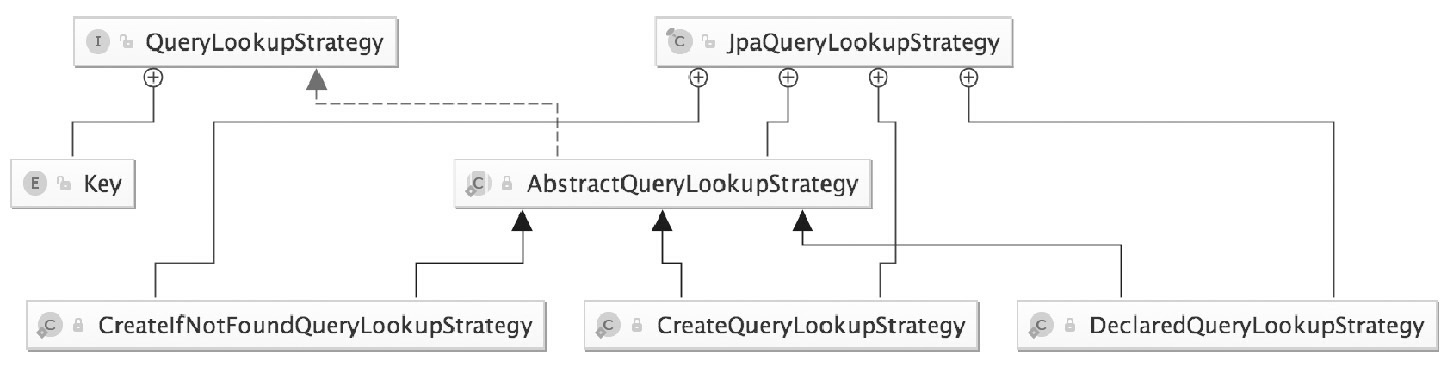 I QueryLookupStrategy
C JpaQueryLookupStrategy
E Key
C AbstractQueryLookupStrategy
C CreateIfNotFoundQueryLookupStrategy
C CreateQueryLookupStrategy
C DeclaredQueryLookupStrategy